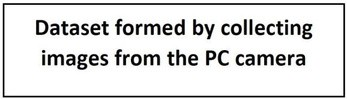 Dataset formed by collecting
images from the PC camera